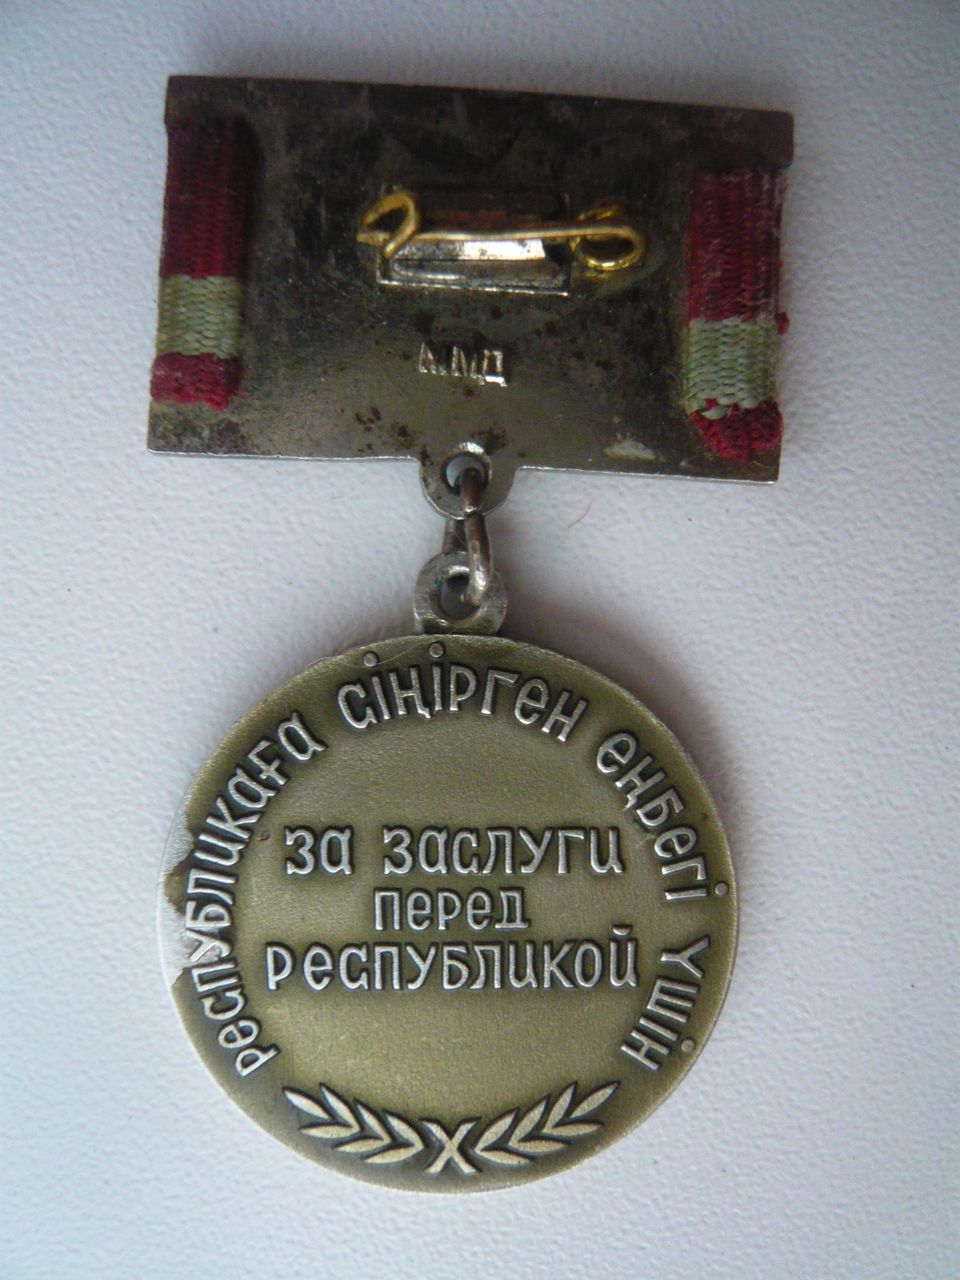 ММД
республикаға сіңірген еңбегі үшін
за заслуги
перед
республикой